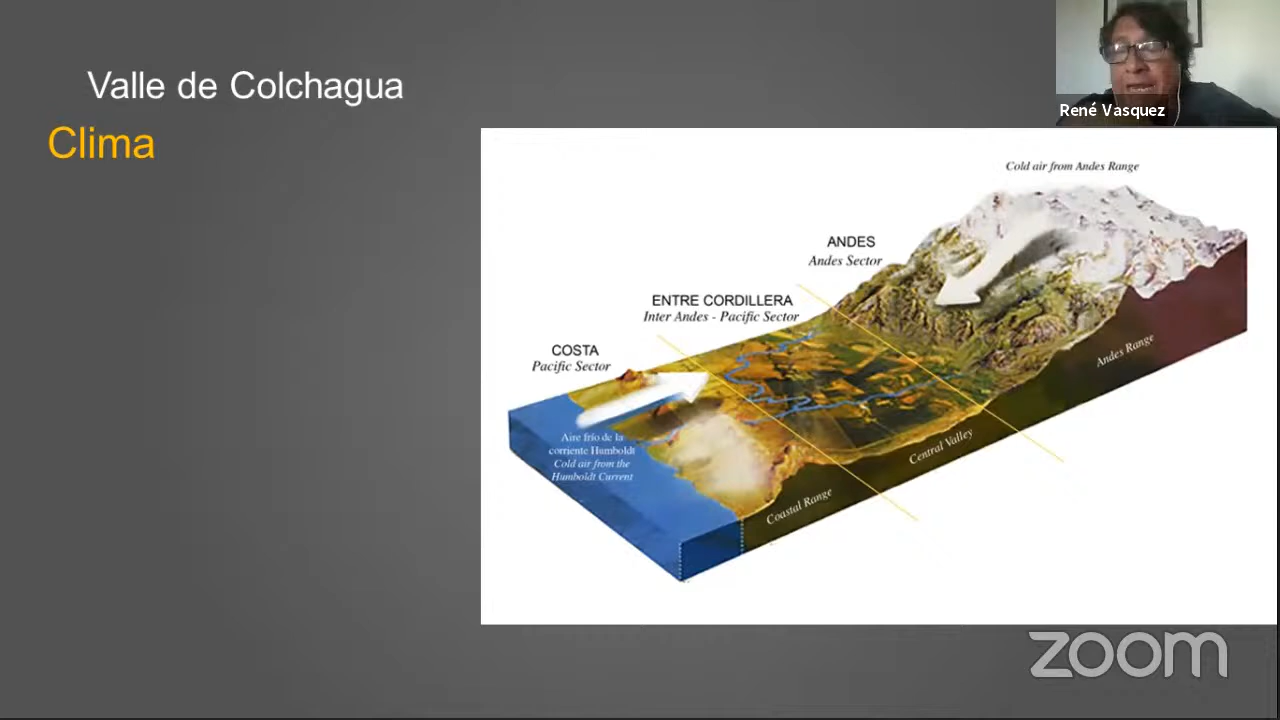 Valle de Colchagua
Clima
René Vasquez
Cold air from Andes Range
ANDES
Andes Sector
ENTRE CORDILLERA
Inter Andes - Pacific Sector
COSTA
Pacific Sector
Aire frío de la
corriente Humboldt
Cold air from the
Humboldt Current
Andes Range
Central Valley
Coastal Range
zoom